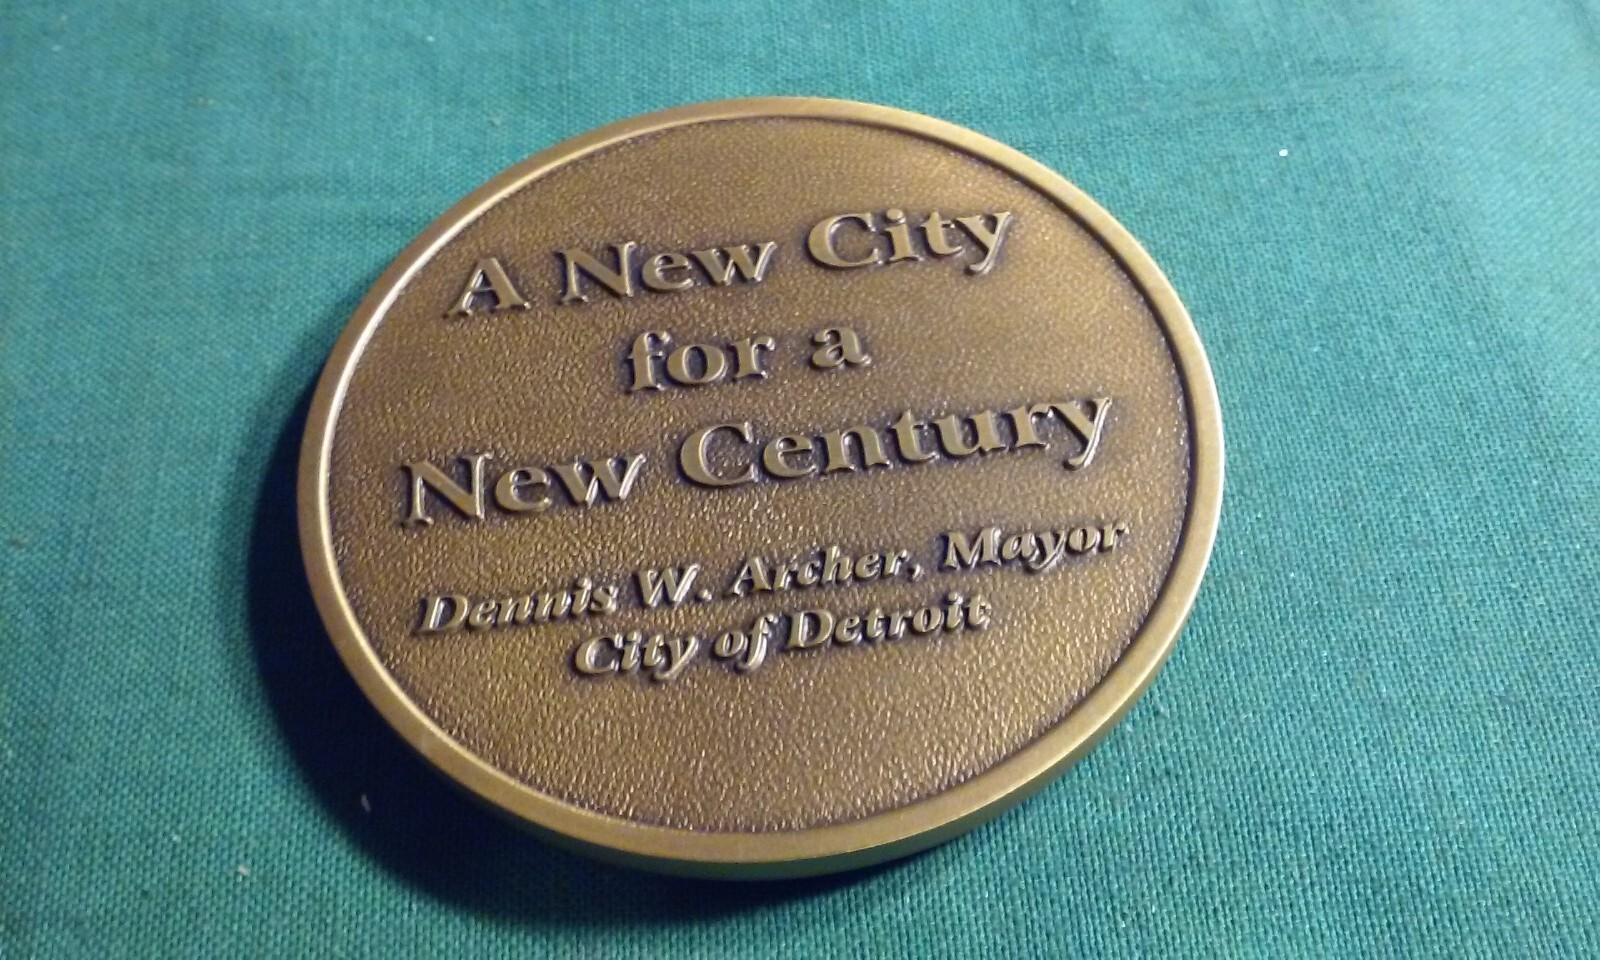 A New City
for a
New Century
Dennis W. Archer, Mayor
City of Detroit